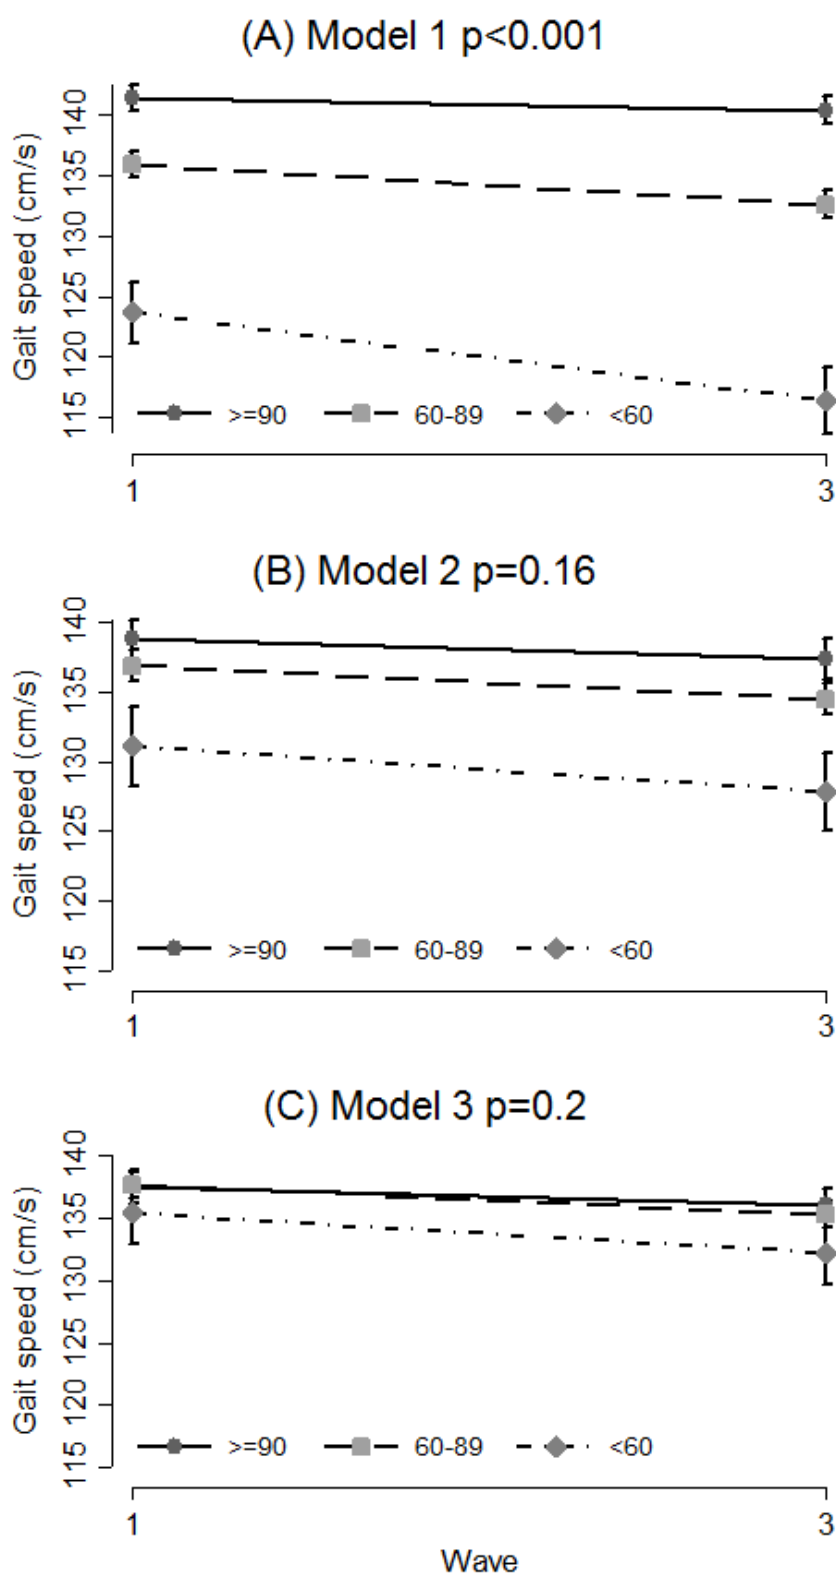 (A) Model 1 p<0.001
Gait speed (cm/s)
140
135
130
125
120
115
>=90 60-89 <60
1 3
(B) Model 2 p=0.16
Gait speed (cm/s)
140
135
130
125
120
115
>=90 60-89 <60
1 3
(C) Model 3 p=0.2
Gait speed (cm/s)
140
135
130
125
120
115
>=90 60-89 <60
1 3
Wave